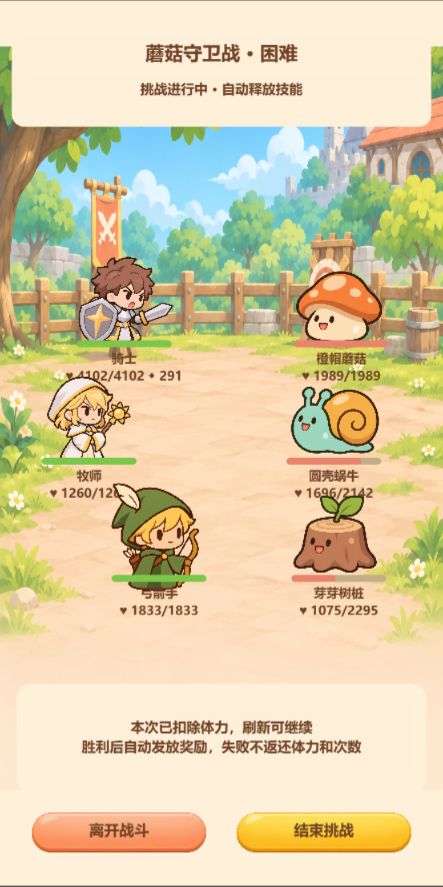 蘑菇守卫战·困难
挑战进行中·自动释放技能
骑士
♥ 4102/4102 • 291
橙帽蘑菇
♥ 1989/1989
牧师
♥ 1260/126
圆壳蜗牛
♥ 1696/2142
弓箭手
♥ 1833/1833
芽芽树桩
♥ 1075/2295
本次已扣除体力，刷新可继续
胜利后自动发放奖励，失败不返还体力和次数
离开战斗
结束挑战